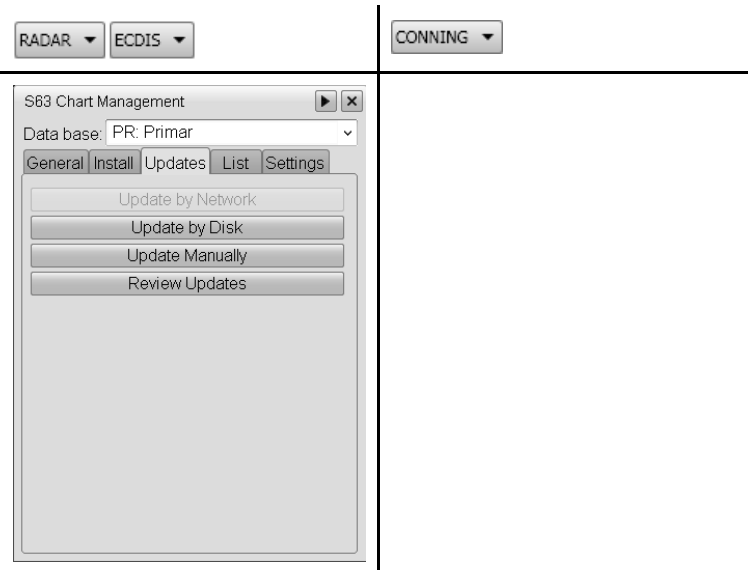 RADAR ECDIS CONNING
S63 Chart Management
Data base: PR: Primar
General Install Updates List Settings
Update by Network
Update by Disk
Update Manually
Review Updates